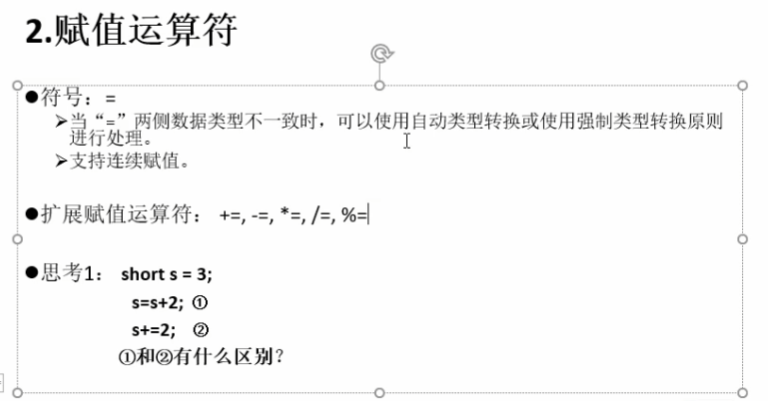 2.赋值运算符
●符号：=
➢当“=”两侧数据类型不一致时，可以使用自动类型转换或使用强制类型转换原则
进行处理。
➢支持连续赋值。
●扩展赋值运算符： +=, -=, *=, /=, %=
●思考1： short s = 3;
s=s+2; ①
s+=2; ②
①和②有什么区别？